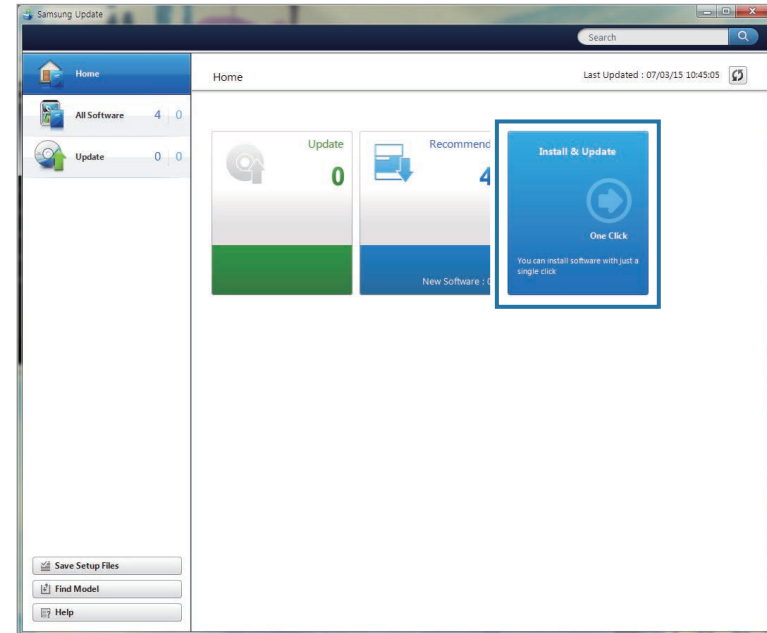 Samsung Update
Search
Home
All Software 4 0
Update 0 0
Home
Last Updated : 07/03/15 10:45:05
Update
0
Recommend
4
New Software :
Install & Update
One Click
You can install software with just a
single click
Save Setup Files
Find Model
Help